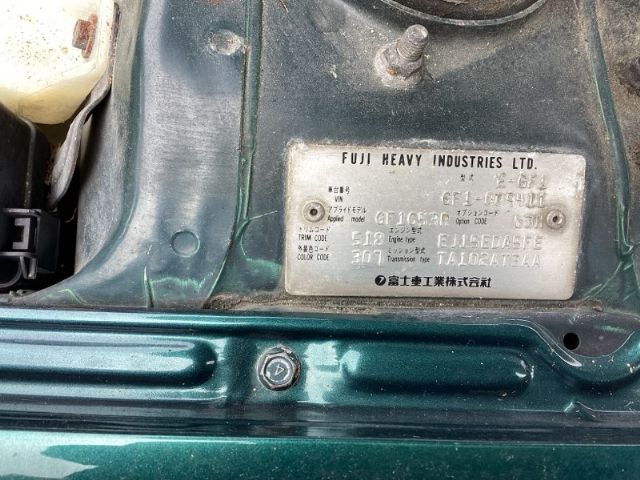 FUJI HEAVY INDUSTRIES LTD.
型式 E-GF1
車台番号
VIN GF1-
アプライドモデル オプションコード
Applied model Option Code
トリムコード エンジン型式
TRIM CODE 518 Engine type EJ15EDA5FE
外装色コード ミッション型式
COLOR CODE 307 Transmission type TA102AT3AA
富士重工業株式会社
4